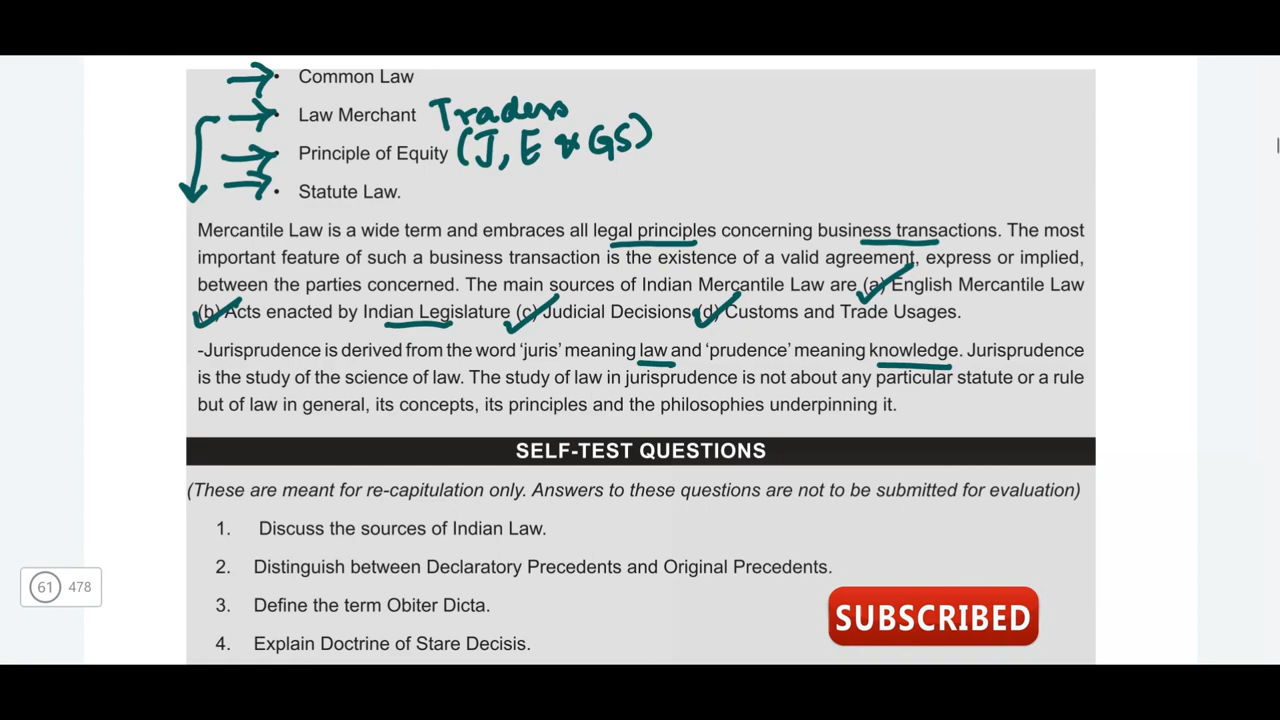 • Common Law
• Law Merchant Traders
• Principle of Equity (J, E & GS)
• Statute Law.
Mercantile Law is a wide term and embraces all legal principles concerning business transactions. The most
important feature of such a business transaction is the existence of a valid agreement, express or implied,
between the parties concerned. The main sources of Indian Mercantile Law are (a) English Mercantile Law
(b) Acts enacted by Indian Legislature (c) Judicial Decisions (d) Customs and Trade Usages.
-Jurisprudence is derived from the word ‘juris’ meaning law and ‘prudence’ meaning knowledge. Jurisprudence
is the study of the science of law. The study of law in jurisprudence is not about any particular statute or a rule
but of law in general, its concepts, its principles and the philosophies underpinning it.
SELF-TEST QUESTIONS
(These are meant for re-capitulation only. Answers to these questions are not to be submitted for evaluation)
1. Discuss the sources of Indian Law.
2. Distinguish between Declaratory Precedents and Original Precedents.
61 478
3. Define the term Obiter Dicta.
SUBSCRIBED
4. Explain Doctrine of Stare Decisis.